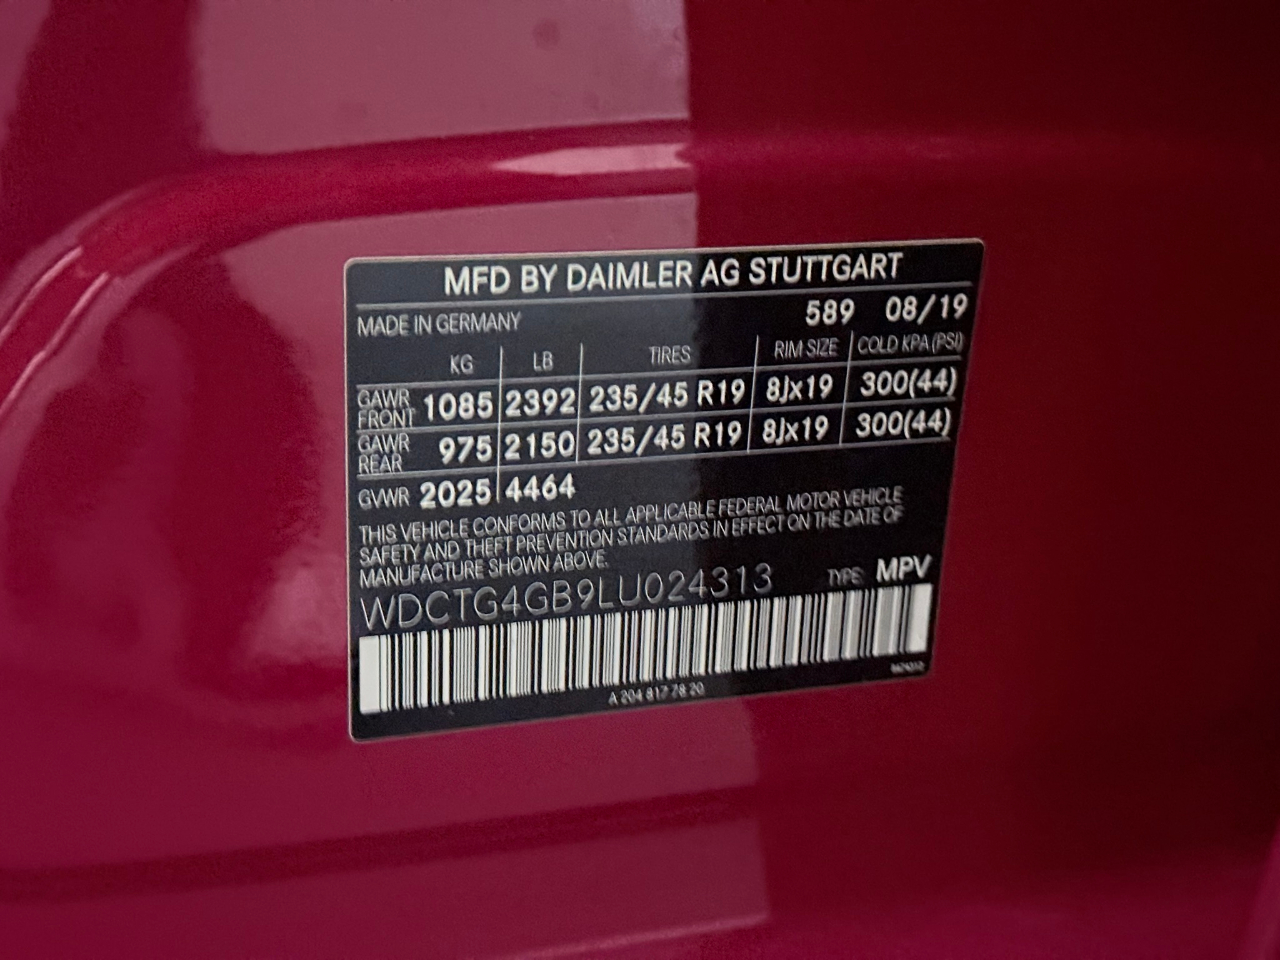 MFD BY DAIMLER AG STUTTGART
MADE IN GERMANY 589 08/19
KG LB TIRES RIM SIZE COLD KPA (PSI)
GAWR FRONT 1085 2392 235/45 R19 8Jx19 300(44)
GAWR REAR 975 2150 235/45 R19 8Jx19 300(44)
GVWR 2025 4464
THIS VEHICLE CONFORMS TO ALL APPLICABLE FEDERAL MOTOR VEHICLE
SAFETY AND THEFT PREVENTION STANDARDS IN EFFECT ON THE DATE OF
MANUFACTURE SHOWN ABOVE.
WDCTG4GB9LU024313 TYPE: MPV
A 204 817 78 20